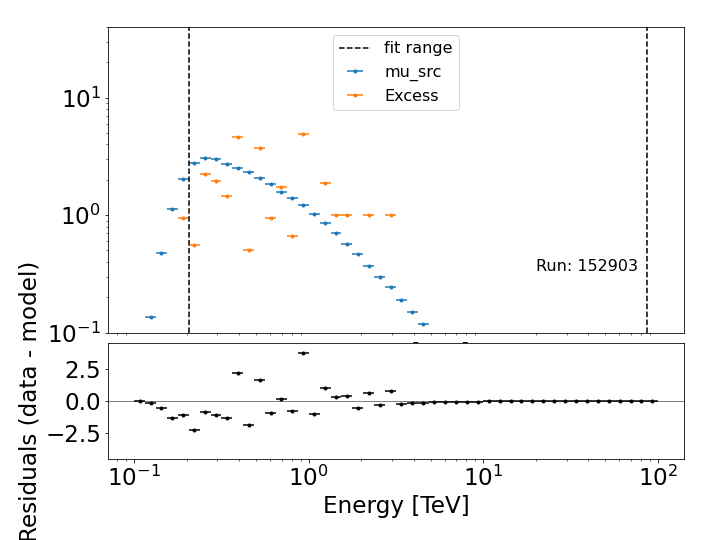 fit range
mu_src
Excess
10¹
10⁰
10⁻¹
Run: 152903
Residuals (data - model)
2.5
0.0
−2.5
10⁻¹
10⁰
10¹
10²
Energy [TeV]